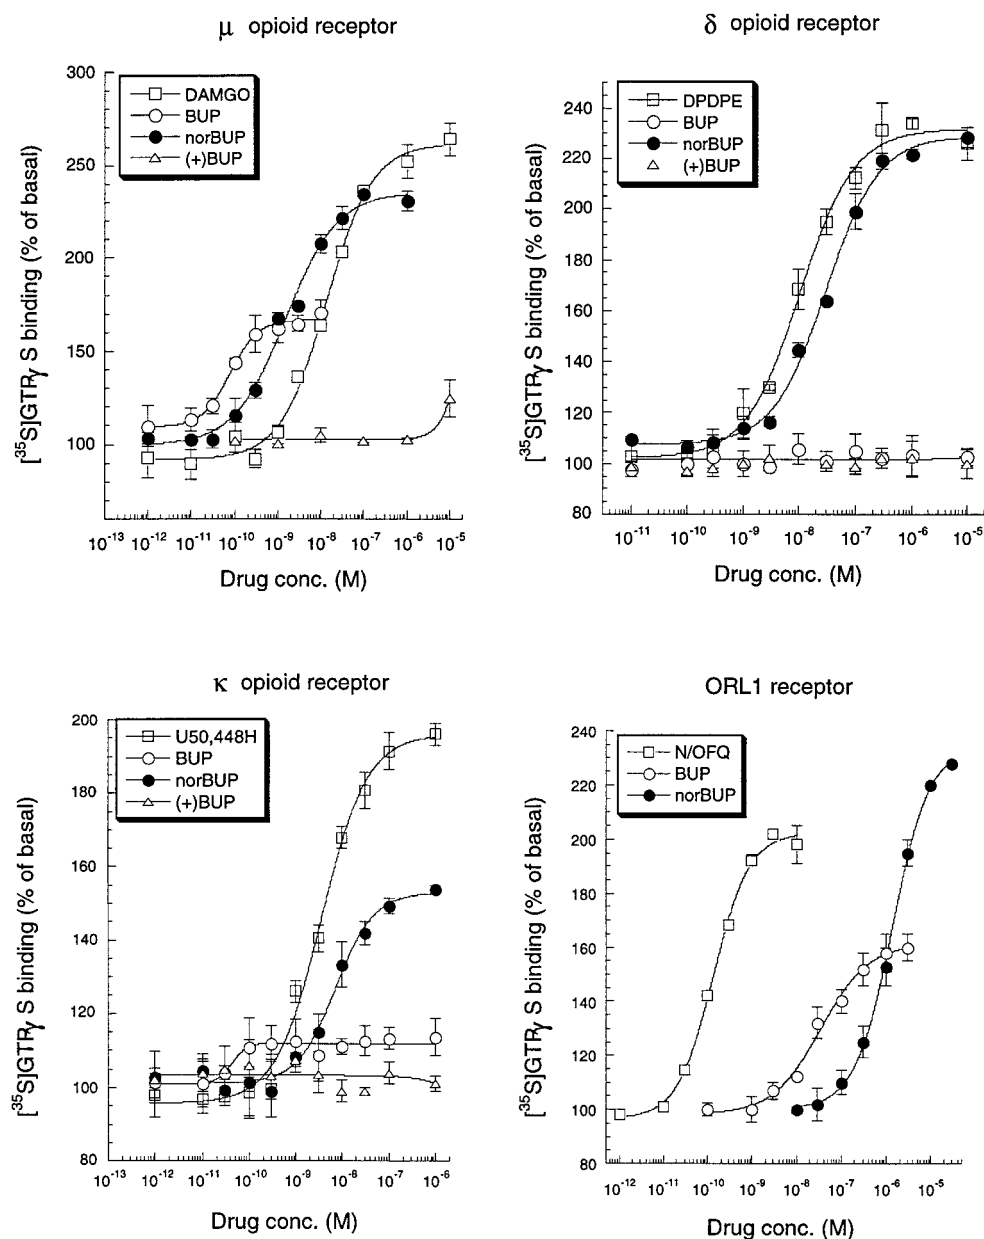 μ opioid receptor
[³⁵S]GTPγ S binding (% of basal)
300
250
200
150
100
DAMGO
BUP
norBUP
(+)BUP
10⁻¹³ 10⁻¹² 10⁻¹¹ 10⁻¹⁰ 10⁻⁹ 10⁻⁸ 10⁻⁷ 10⁻⁶ 10⁻⁵
Drug conc. (M)
δ opioid receptor
[³⁵S]GTPγ S binding (% of basal)
240
220
200
180
160
140
120
100
80
DPDPE
BUP
norBUP
(+)BUP
10⁻¹¹ 10⁻¹⁰ 10⁻⁹ 10⁻⁸ 10⁻⁷ 10⁻⁶ 10⁻⁵
Drug conc. (M)
κ opioid receptor
[³⁵S]GTPγ S binding (% of basal)
200
180
160
140
120
100
80
U50,448H
BUP
norBUP
(+)BUP
10⁻¹³ 10⁻¹² 10⁻¹¹ 10⁻¹⁰ 10⁻⁹ 10⁻⁸ 10⁻⁷ 10⁻⁶
Drug conc. (M)
ORL1 receptor
[³⁵S]GTPγ S binding (% of basal)
240
220
200
180
160
140
120
100
80
N/OFQ
BUP
norBUP
10⁻¹² 10⁻¹¹ 10⁻¹⁰ 10⁻⁹ 10⁻⁸ 10⁻⁷ 10⁻⁶ 10⁻⁵
Drug conc. (M)